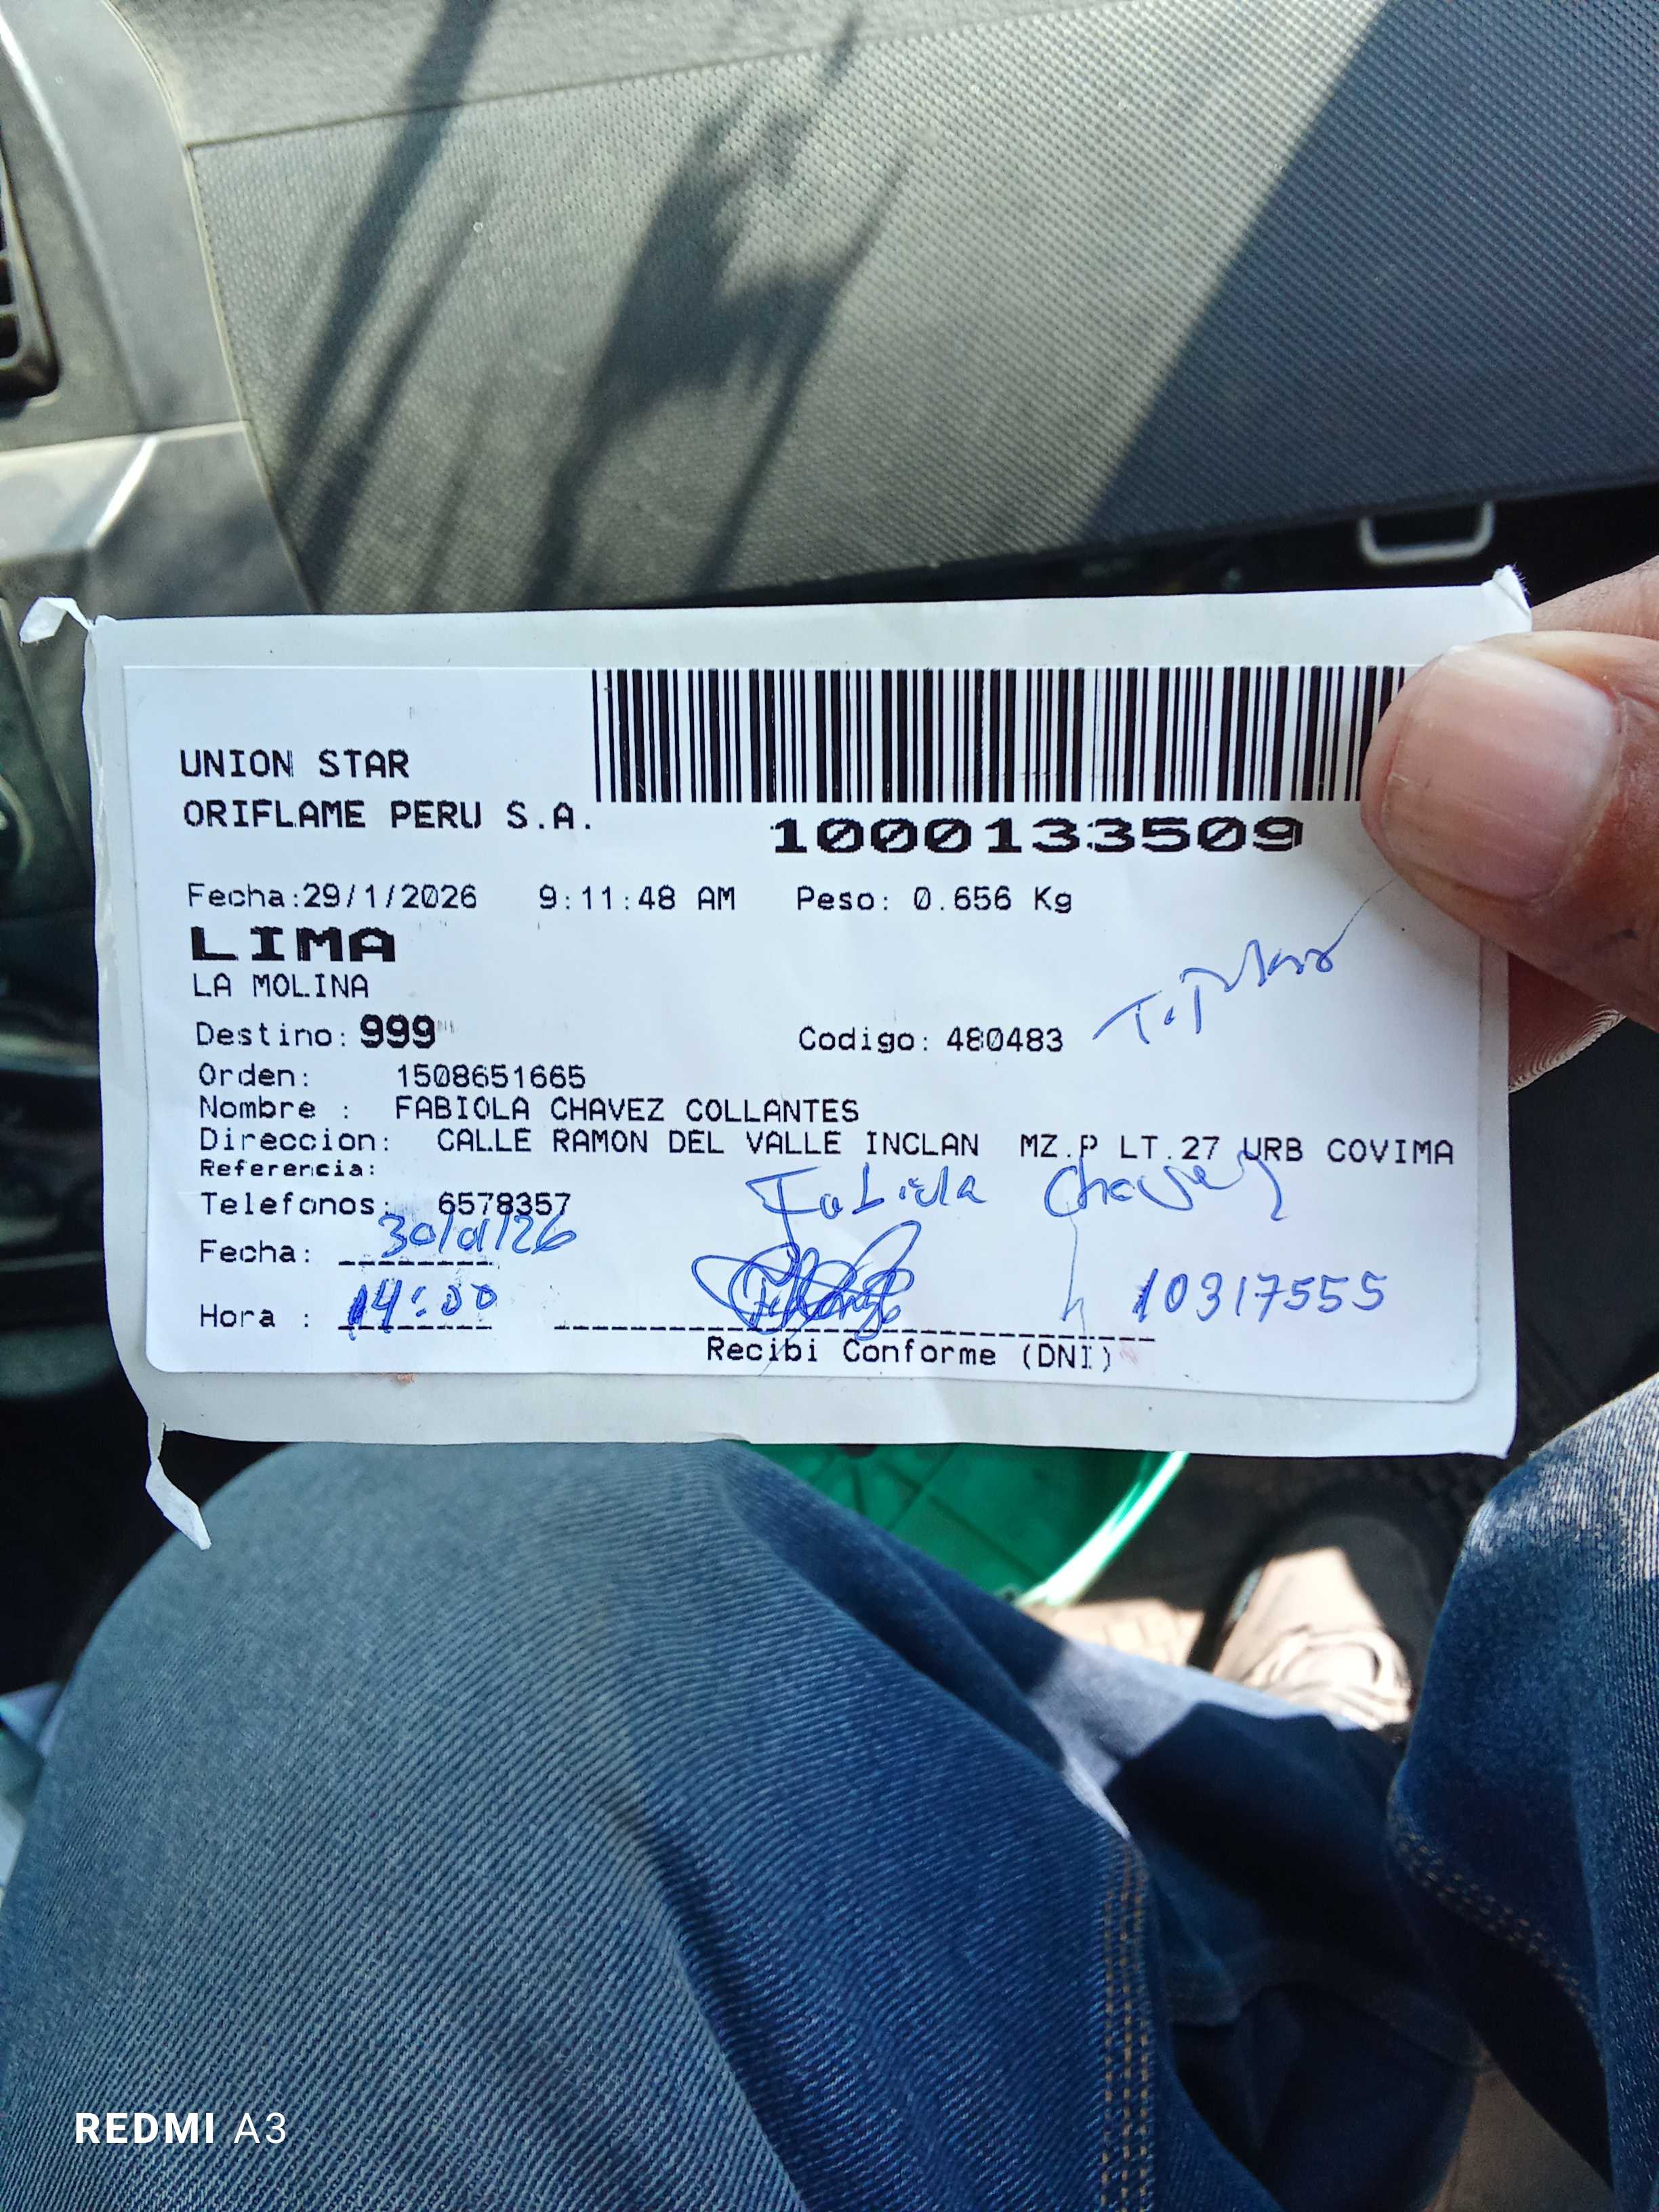 UNION STAR
ORIFLAME PERU S.A.
1000133509
Fecha:29/1/2026 9:11:48 AM Peso: 0.656 Kg
LIMA
LA MOLINA
Destino: 999 Codigo: 480483
Orden: 1508651665
Nombre : FABIOLA CHAVEZ COLLANTES
Direccion: CALLE RAMON DEL VALLE INCLAN MZ.P LT.27 URB COVIMA
Referencia:
Telefonos: 6578357
Fabiola Chavez
Fecha: 30/01/26
Hora : 14:00
10317555
Recibi Conforme (DNI)
REDMI A3